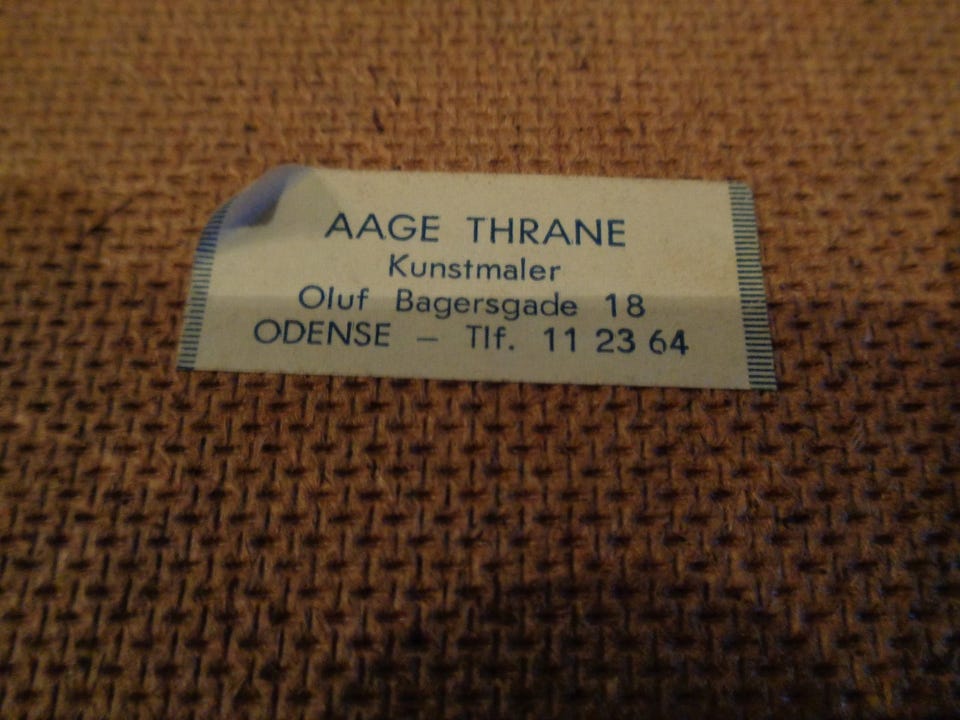 AAGE THRANE
Kunstmaler
Oluf Bagersgade 18
ODENSE — Tlf. 11 23 64